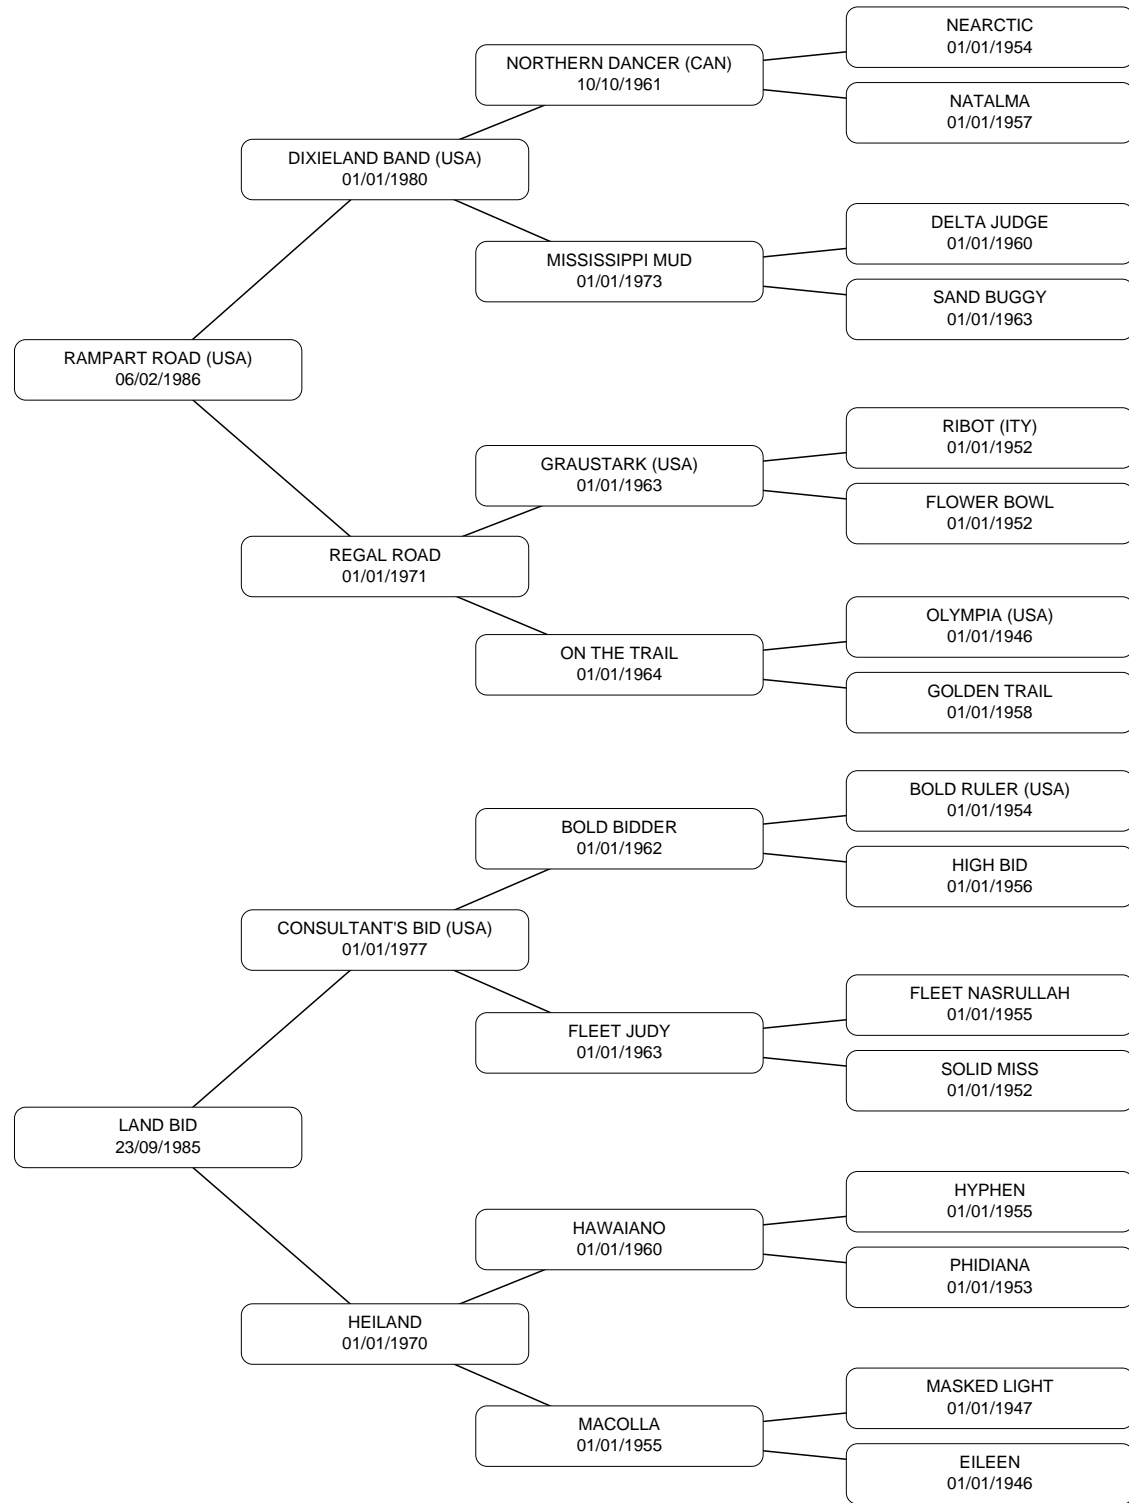 NEARCTIC
01/01/1954
NORTHERN DANCER (CAN)
10/10/1961
NATALMA
01/01/1957
DIXIELAND BAND (USA)
01/01/1980
DELTA JUDGE
01/01/1960
MISSISSIPPI MUD
01/01/1973
SAND BUGGY
01/01/1963
RAMPART ROAD (USA)
06/02/1986
RIBOT (ITY)
01/01/1952
GRAUSTARK (USA)
01/01/1963
FLOWER BOWL
01/01/1952
REGAL ROAD
01/01/1971
OLYMPIA (USA)
01/01/1946
ON THE TRAIL
01/01/1964
GOLDEN TRAIL
01/01/1958
BOLD RULER (USA)
01/01/1954
BOLD BIDDER
01/01/1962
HIGH BID
01/01/1956
CONSULTANT'S BID (USA)
01/01/1977
FLEET NASRULLAH
01/01/1955
FLEET JUDY
01/01/1963
SOLID MISS
01/01/1952
LAND BID
23/09/1985
HYPHEN
01/01/1955
HAWAIANO
01/01/1960
PHIDIANA
01/01/1953
HEILAND
01/01/1970
MASKED LIGHT
01/01/1947
MACOLLA
01/01/1955
EILEEN
01/01/1946